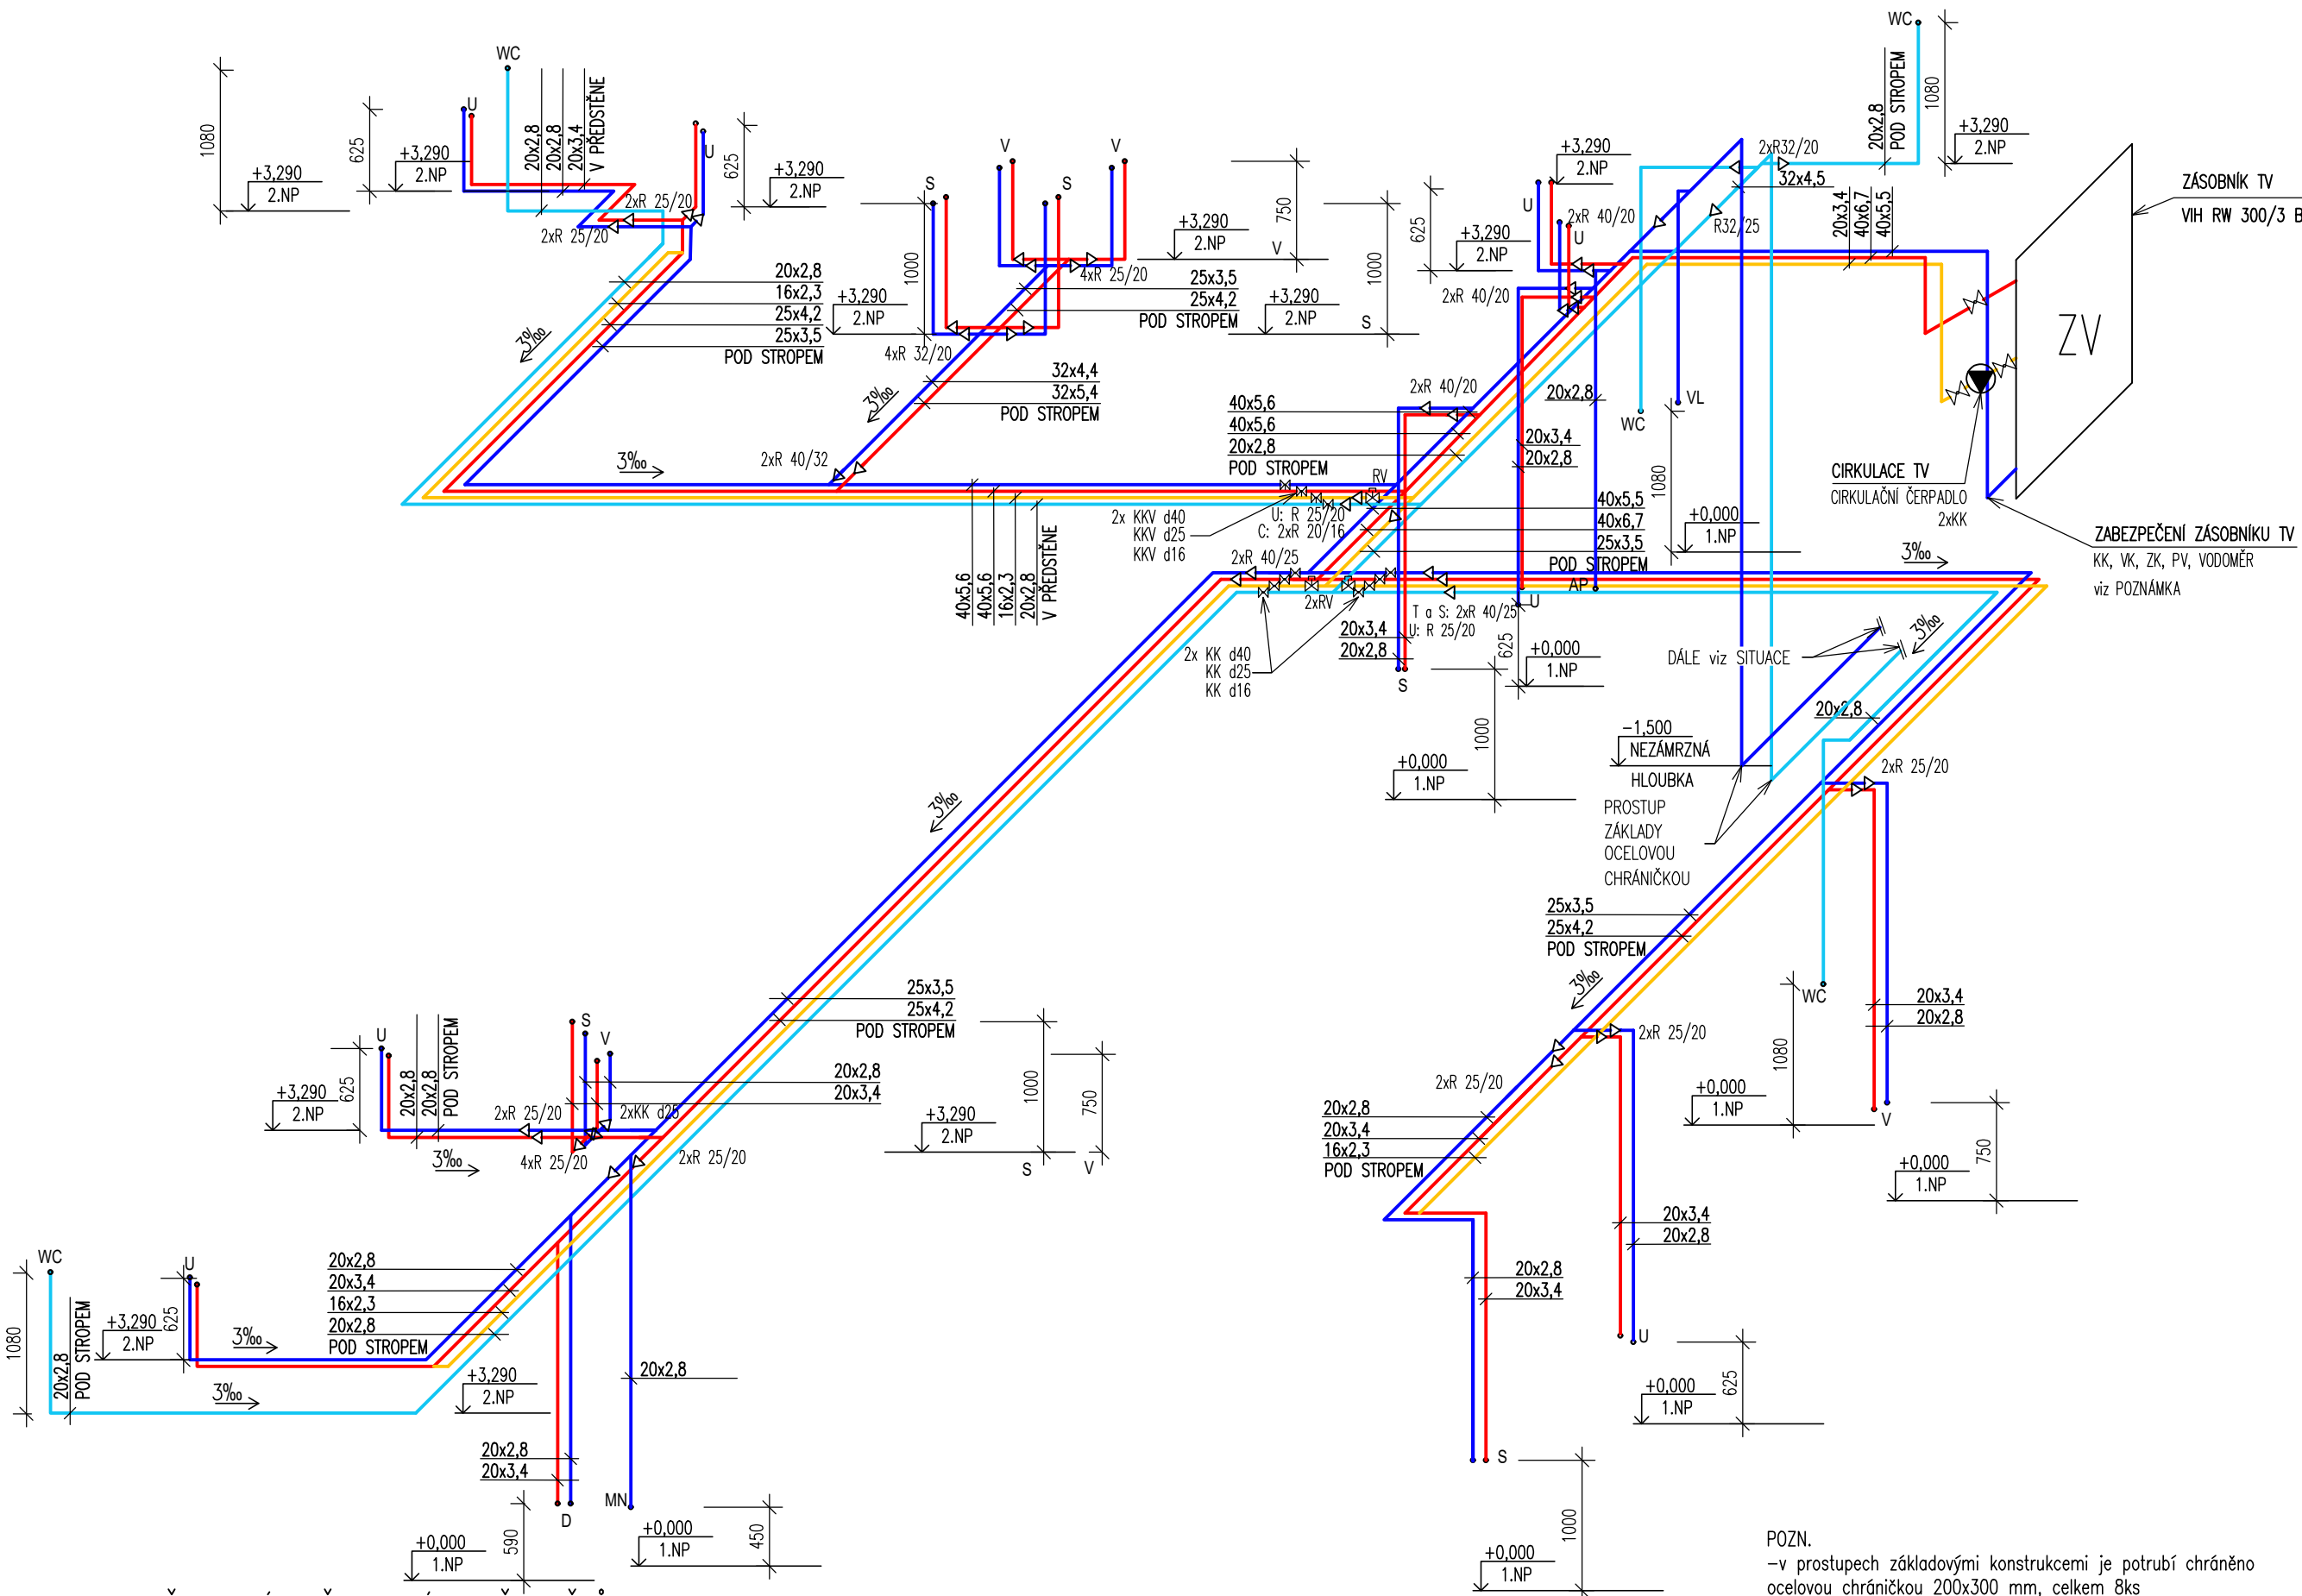 WC
1080
+3,290
2.NP
625
+3,290
2.NP
U
20x2,8
20x2,8
20x3,4
V PŘEDSTĚNE
2xR 25/20
2xR 25/20
U
625
+3,290
2.NP
20x2,8
16x2,3
25x4,2
25x3,5
POD STROPEM
3‰
V
V
S
S
1000
+3,290
2.NP
4xR 25/20
4xR 32/20
25x3,5
25x4,2
POD STROPEM
+3,290
2.NP
V
750
+3,290
2.NP
S
1000
32x4,4
32x5,4
POD STROPEM
3‰
3‰
2xR 40/32
40x5,6
40x5,6
16x2,3
20x2,8
V PŘEDSTĚNE
+3,290
2.NP
U
625
+3,290
2.NP
2xR 40/20
U
2xR 40/20
2xR 40/20
40x5,6
40x5,6
20x2,8
POD STROPEM
WC
20x2,8
POD STROPEM
1080
+3,290
2.NP
2xR32/20
32x4,5
R32/25
20x3,4
40x6,7
40x5,5
ZÁSOBNÍK TV
VIH RW 300/3 B
ZV
CIRKULACE TV
CIRKULAČNÍ ČERPADLO
2xKK
ZABEZPEČENÍ ZÁSOBNÍKU TV
KK, VK, ZK, PV, VODOMĚR
viz POZNÁMKA
VL
WC
1080
+0,000
1.NP
20x2,8
20x3,4
20x2,8
RV
2x KKV d40
KKV d25
KKV d16
U: R 25/20
C: 2xR 20/16
2xR 40/25
40x5,5
40x6,7
25x3,5
POD STROPEM
AP
U
3‰
2xRV
T a S: 2xR 40/25
U: R 25/20
2x KK d40
KK d25
KK d16
20x3,4
20x2,8
S
625
+0,000
1.NP
1000
+0,000
1.NP
DÁLE viz SITUACE
3‰
20x2,8
-1,500
NEZÁMRZNÁ
HLOUBKA
PROSTUP
ZÁKLADY
OCELOVOU
CHRÁNIČKOU
2xR 25/20
3‰
25x3,5
25x4,2
POD STROPEM
3‰
WC
20x3,4
20x2,8
1080
+0,000
1.NP
V
750
+0,000
1.NP
2xR 25/20
2xR 25/20
20x2,8
20x3,4
16x2,3
POD STROPEM
20x3,4
20x2,8
U
625
+0,000
1.NP
20x2,8
20x3,4
S
1000
+0,000
1.NP
25x3,5
25x4,2
POD STROPEM
20x2,8
20x3,4
U
625
+3,290
2.NP
20x2,8
20x2,8
POD STROPEM
S
V
2xR 25/20
2xKK d25
4xR 25/20
2xR 25/20
3‰
+3,290
2.NP
1000
S
750
V
WC
1080
20x2,8
POD STROPEM
+3,290
2.NP
625
U
3‰
3‰
20x2,8
20x3,4
16x2,3
20x2,8
POD STROPEM
+3,290
2.NP
20x2,8
20x2,8
20x3,4
D
MN
590
+0,000
1.NP
450
+0,000
1.NP
POZN.
-v prostupech základovými konstrukcemi je potrubí chráněno
ocelovou chráničkou 200x300 mm, celkem 8ks